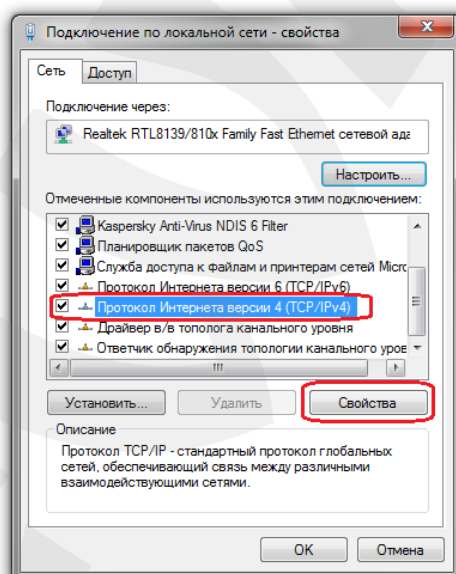 Подключение по локальной сети - свойства
Сеть Доступ
Подключение через:
Realtek RTL8139/810x Family Fast Ethernet сетевой ада
Настроить...
Отмеченные компоненты используются этим подключением:
Kaspersky Anti-Virus NDIS 6 Filter
Планировщик пакетов QoS
Служба доступа к файлам и принтерам сетей Micro
Протокол Интернета версии 6 (TCP/IPv6)
Протокол Интернета версии 4 (TCP/IPv4)
Драйвер в/в тополога канального уровня
Ответчик обнаружения топологии канального уров
Установить... Удалить Свойства
Описание
Протокол TCP/IP - стандартный протокол глобальных
сетей, обеспечивающий связь между различными
взаимодействующими сетями.
OK Отмена